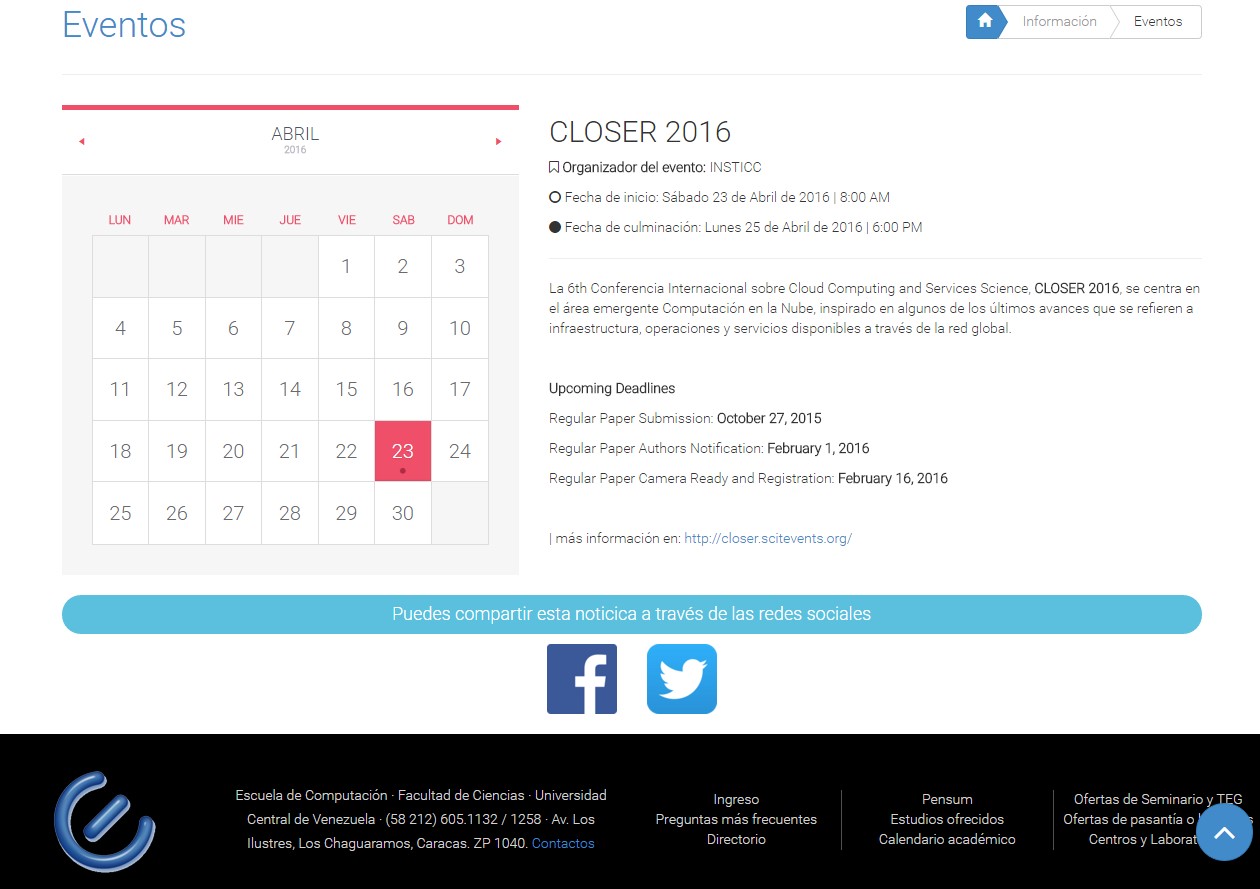 Eventos
Información
Eventos
ABRIL
2016
LUN MAR MIE JUE VIE SAB DOM
1 2 3
4 5 6 7 8 9 10
11 12 13 14 15 16 17
18 19 20 21 22 23 24
25 26 27 28 29 30
CLOSER 2016
Organizador del evento: INSTICC
Fecha de inicio: Sábado 23 de Abril de 2016 | 8:00 AM
Fecha de culminación: Lunes 25 de Abril de 2016 | 6:00 PM
La 6th Conferencia Internacional sobre Cloud Computing and Services Science, CLOSER 2016, se centra en
el área emergente Computación en la Nube, inspirado en algunos de los últimos avances que se refieren a
infraestructura, operaciones y servicios disponibles a través de la red global.
Upcoming Deadlines
Regular Paper Submission: October 27, 2015
Regular Paper Authors Notification: February 1, 2016
Regular Paper Camera Ready and Registration: February 16, 2016
| más información en: http://closer.scitevents.org/
Puedes compartir esta noticica a través de las redes sociales
Escuela de Computación · Facultad de Ciencias · Universidad
Central de Venezuela · (58 212) 605.1132 / 1258 · Av. Los
Ilustres, Los Chaguaramos, Caracas. ZP 1040. Contactos
Ingreso
Preguntas más frecuentes
Directorio
Pensum
Estudios ofrecidos
Calendario académico
Ofertas de Seminario y TEG
Ofertas de pasantía o
Centros y